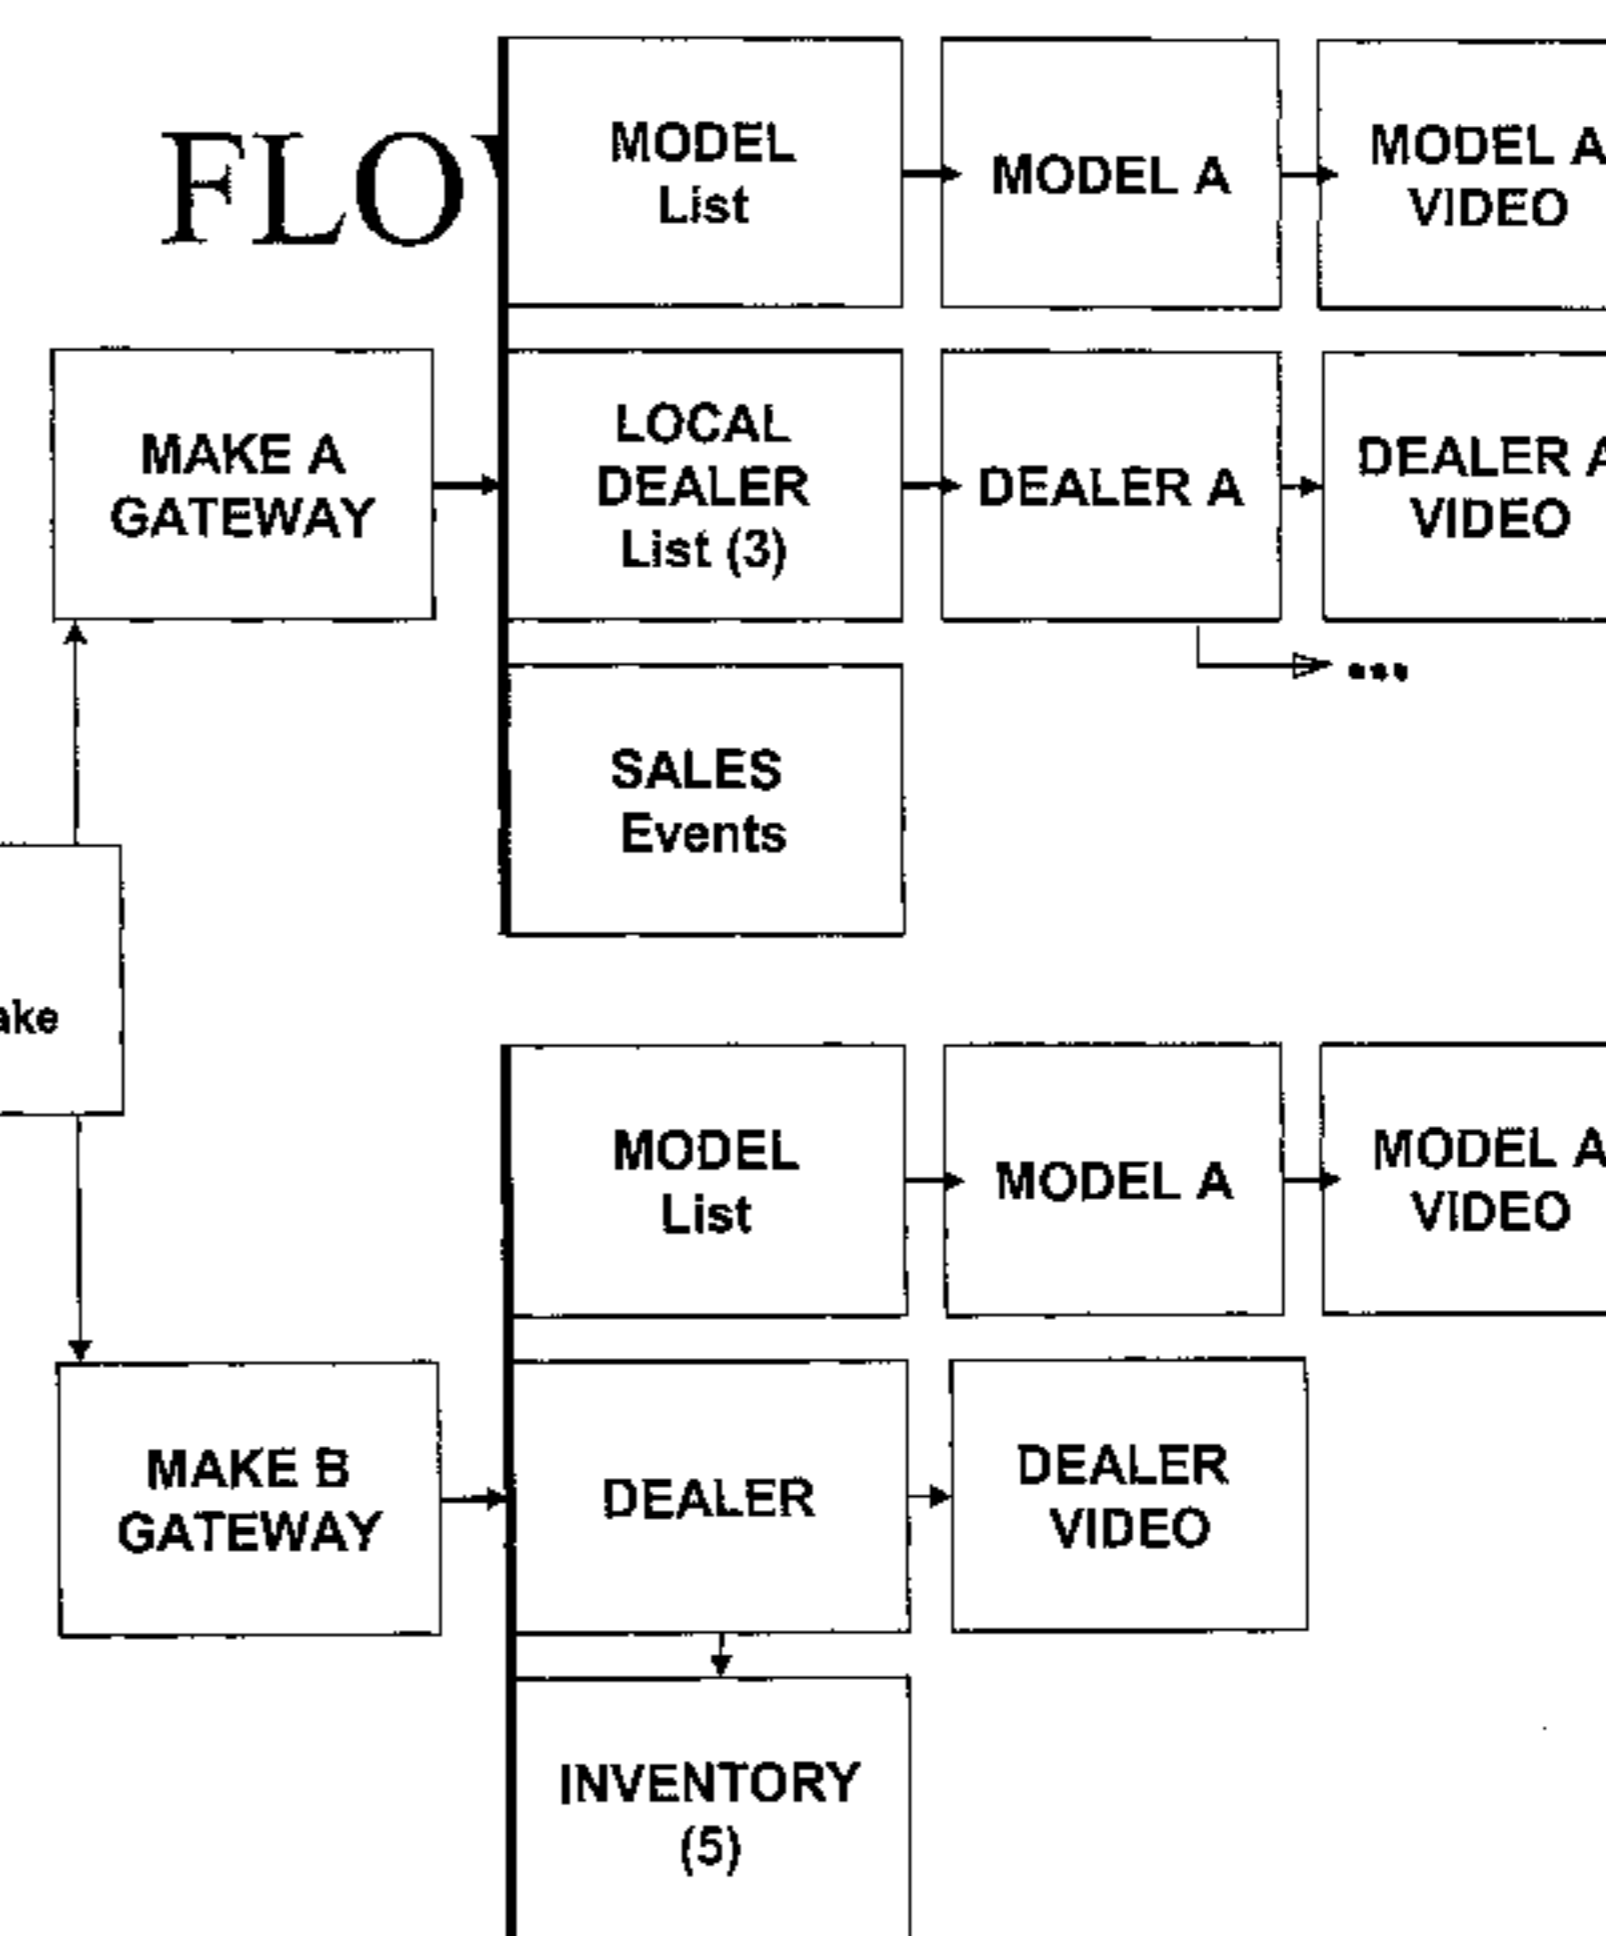 FLO
MODEL
List
MODEL A
MODEL A
VIDEO
MAKE A
GATEWAY
LOCAL
DEALER
List (3)
DEALER A
DEALER A
VIDEO
...
SALES
Events
ake
MODEL
List
MODEL A
MODEL A
VIDEO
MAKE B
GATEWAY
DEALER
DEALER
VIDEO
INVENTORY
(5)